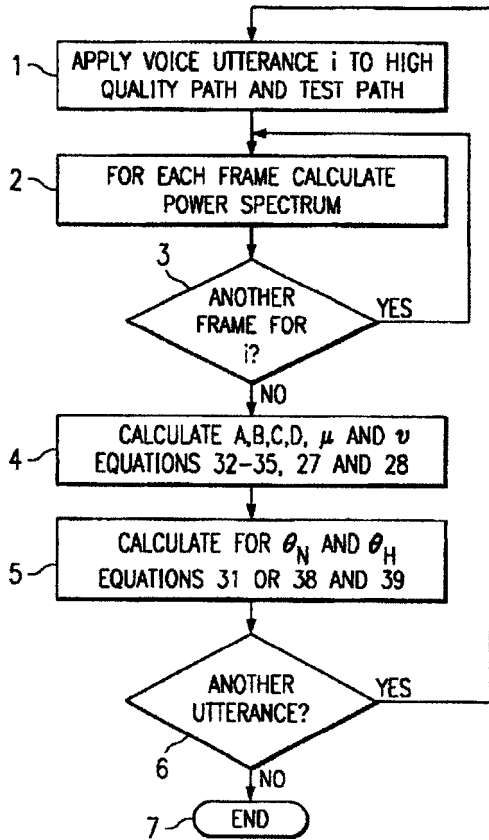 1
APPLY VOICE UTTERANCE i TO HIGH
QUALITY PATH AND TEST PATH
2
FOR EACH FRAME CALCULATE
POWER SPECTRUM
3
ANOTHER
FRAME FOR
i?
YES
NO
4
CALCULATE A,B,C,D, μ AND υ
EQUATIONS 32–35, 27 AND 28
5
CALCULATE FOR θN AND θH
EQUATIONS 31 OR 38 AND 39
ANOTHER
UTTERANCE?
YES
6
NO
7
END